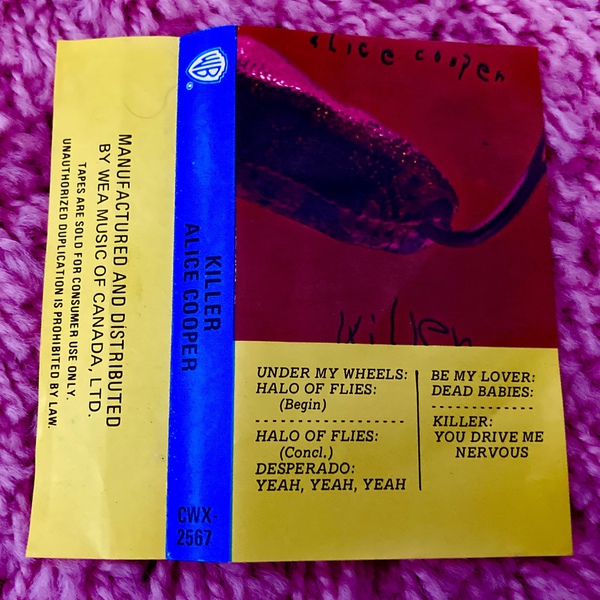 MANUFACTURED AND DISTRIBUTED
BY WEA MUSIC OF CANADA, LTD.
TAPES ARE SOLD FOR CONSUMER USE ONLY.
UNAUTHORIZED DUPLICATION IS PROHIBITED BY LAW.
WB
®
KILLER
ALICE COOPER
CWX-
2567
alice cooper
killer
UNDER MY WHEELS:
HALO OF FLIES:
(Begin)
HALO OF FLIES:
(Concl.)
DESPERADO:
YEAH, YEAH, YEAH
BE MY LOVER:
DEAD BABIES:
KILLER:
YOU DRIVE ME
NERVOUS